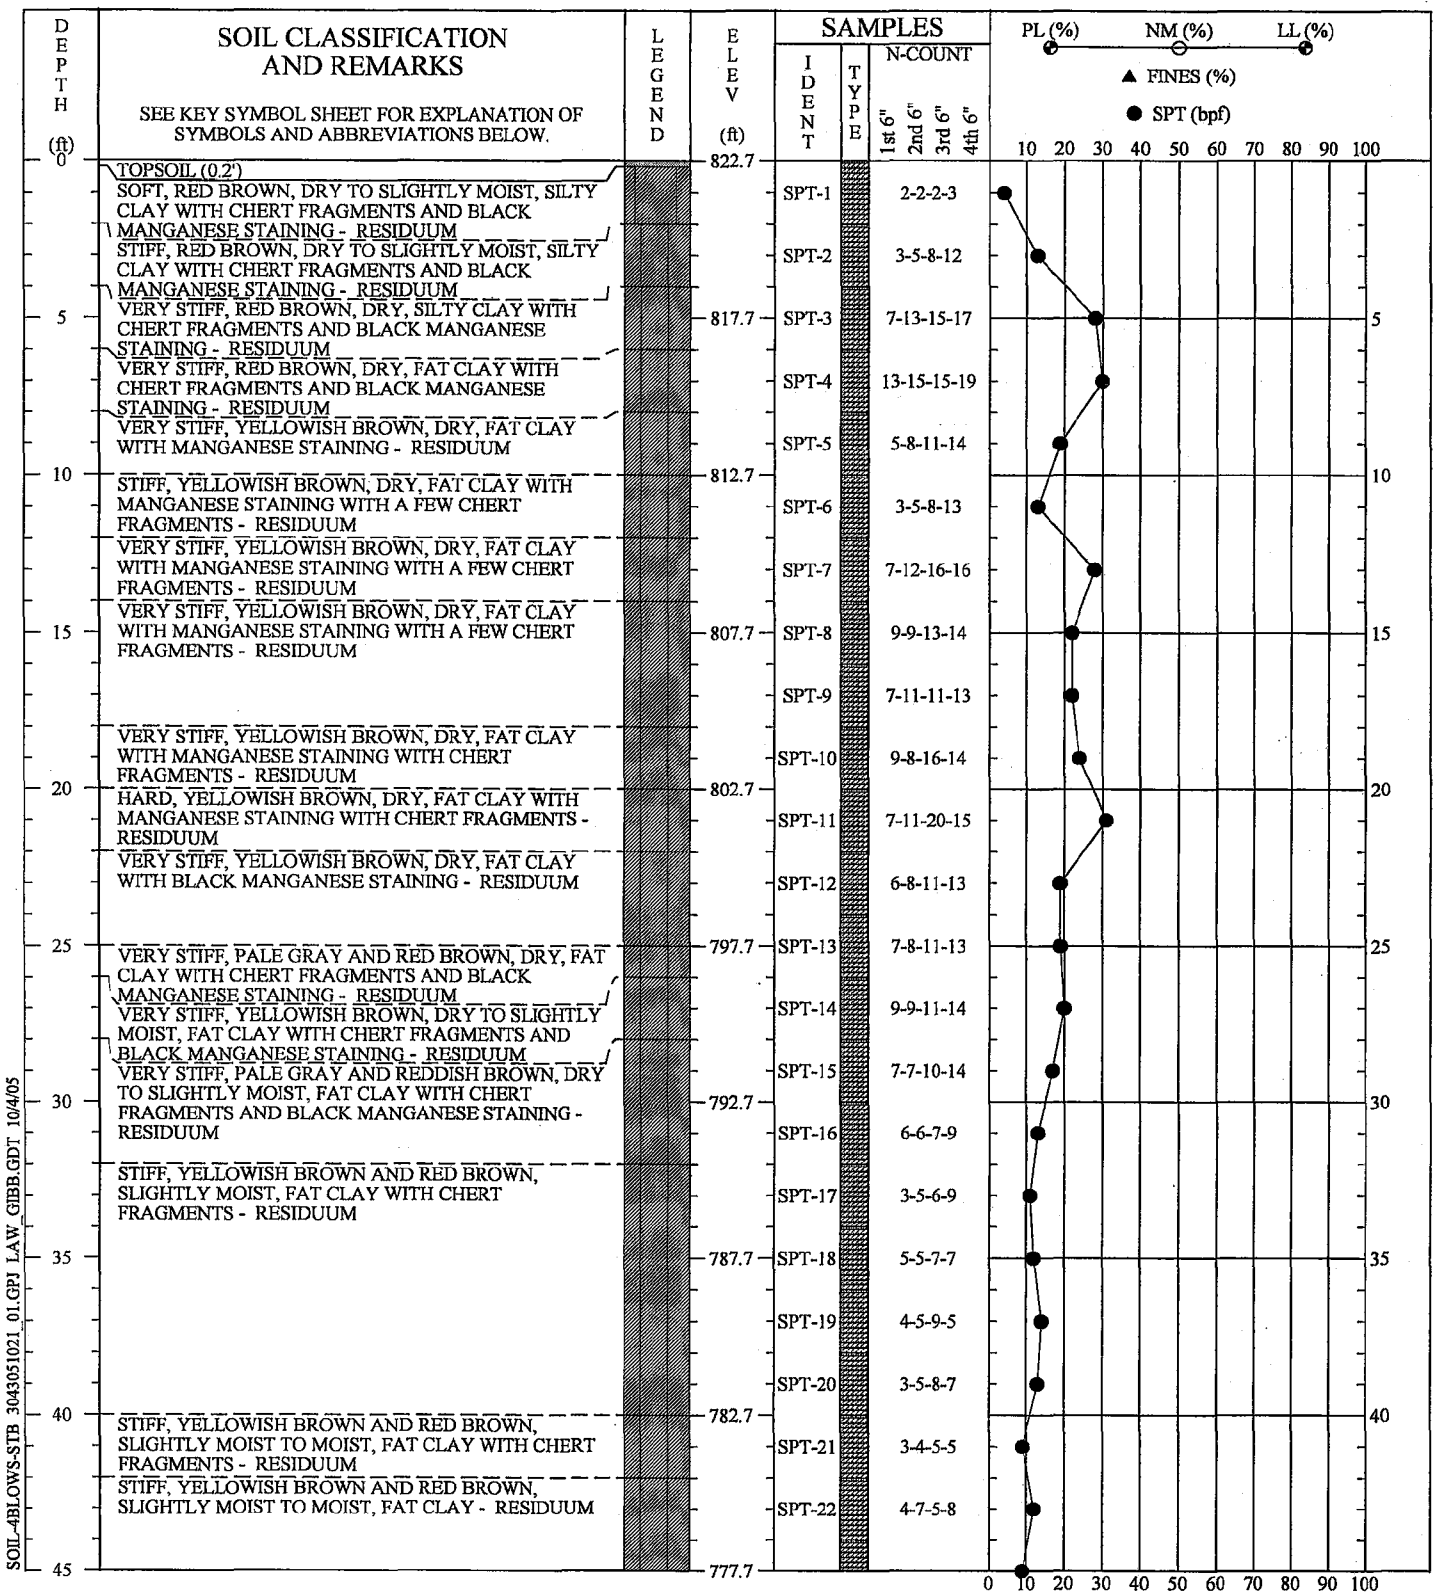 DEPTH (ft)
SOIL CLASSIFICATION
AND REMARKS
SEE KEY SYMBOL SHEET FOR EXPLANATION OF
SYMBOLS AND ABBREVIATIONS BELOW.
LEGEND
ELEV (ft)
SAMPLES
IDENT
TYPE
N-COUNT
1st 6"
2nd 6"
3rd 6"
4th 6"
PL (%) NM (%) LL (%)
▲ FINES (%)
● SPT (bpf)
10 20 30 40 50 60 70 80 90 100
0 822.7
TOPSOIL (0.2')
SOFT, RED BROWN, DRY TO SLIGHTLY MOIST, SILTY
CLAY WITH CHERT FRAGMENTS AND BLACK
MANGANESE STAINING - RESIDUUM
SPT-1 2-2-2-3
STIFF, RED BROWN, DRY TO SLIGHTLY MOIST, SILTY
CLAY WITH CHERT FRAGMENTS AND BLACK
MANGANESE STAINING - RESIDUUM
SPT-2 3-5-8-12
VERY STIFF, RED BROWN, DRY, SILTY CLAY WITH
CHERT FRAGMENTS AND BLACK MANGANESE
STAINING - RESIDUUM
5 817.7 SPT-3 7-13-15-17 5
VERY STIFF, RED BROWN, DRY, FAT CLAY WITH
CHERT FRAGMENTS AND BLACK MANGANESE
STAINING - RESIDUUM
SPT-4 13-15-15-19
VERY STIFF, YELLOWISH BROWN, DRY, FAT CLAY
WITH MANGANESE STAINING - RESIDUUM
SPT-5 5-8-11-14
10 812.7 10
STIFF, YELLOWISH BROWN, DRY, FAT CLAY WITH
MANGANESE STAINING WITH A FEW CHERT
FRAGMENTS - RESIDUUM
SPT-6 3-5-8-13
VERY STIFF, YELLOWISH BROWN, DRY, FAT CLAY
WITH MANGANESE STAINING WITH A FEW CHERT
FRAGMENTS - RESIDUUM
SPT-7 7-12-16-16
VERY STIFF, YELLOWISH BROWN, DRY, FAT CLAY
WITH MANGANESE STAINING WITH A FEW CHERT
FRAGMENTS - RESIDUUM
15 807.7 SPT-8 9-9-13-14 15
SPT-9 7-11-11-13
VERY STIFF, YELLOWISH BROWN, DRY, FAT CLAY
WITH MANGANESE STAINING WITH CHERT
FRAGMENTS - RESIDUUM
SPT-10 9-8-16-14
20 802.7 20
HARD, YELLOWISH BROWN, DRY, FAT CLAY WITH
MANGANESE STAINING WITH CHERT FRAGMENTS -
RESIDUUM
SPT-11 7-11-20-15
VERY STIFF, YELLOWISH BROWN, DRY, FAT CLAY
WITH BLACK MANGANESE STAINING - RESIDUUM
SPT-12 6-8-11-13
25 797.7 SPT-13 7-8-11-13 25
VERY STIFF, PALE GRAY AND RED BROWN, DRY, FAT
CLAY WITH CHERT FRAGMENTS AND BLACK
MANGANESE STAINING - RESIDUUM
VERY STIFF, YELLOWISH BROWN, DRY TO SLIGHTLY
MOIST, FAT CLAY WITH CHERT FRAGMENTS AND
BLACK MANGANESE STAINING - RESIDUUM
SPT-14 9-9-11-14
VERY STIFF, PALE GRAY AND REDDISH BROWN, DRY
TO SLIGHTLY MOIST, FAT CLAY WITH CHERT
FRAGMENTS AND BLACK MANGANESE STAINING -
RESIDUUM
SPT-15 7-7-10-14
30 792.7 30
SPT-16 6-6-7-9
STIFF, YELLOWISH BROWN AND RED BROWN,
SLIGHTLY MOIST, FAT CLAY WITH CHERT
FRAGMENTS - RESIDUUM
SPT-17 3-5-6-9
35 787.7 SPT-18 5-5-7-7 35
SPT-19 4-5-9-5
SPT-20 3-5-8-7
40 782.7 40
STIFF, YELLOWISH BROWN AND RED BROWN,
SLIGHTLY MOIST TO MOIST, FAT CLAY WITH CHERT
FRAGMENTS - RESIDUUM
SPT-21 3-4-5-5
STIFF, YELLOWISH BROWN AND RED BROWN,
SLIGHTLY MOIST TO MOIST, FAT CLAY - RESIDUUM
SPT-22 4-7-5-8
45 777.7
0 10 20 30 40 50 60 70 80 90 100
SOIL-4BLOWS-STB 3043051021_01.GPJ LAW_GIBB.GDT 10/4/05